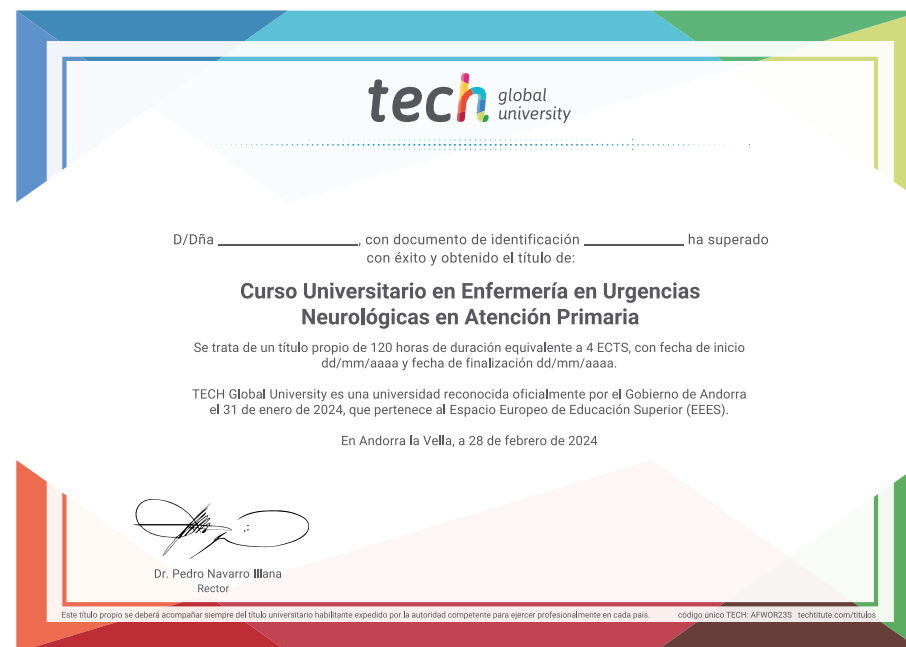 tech global university
D/Dña ____________, con documento de identificación ____________ ha superado
con éxito y obtenido el título de:
Curso Universitario en Enfermería en Urgencias
Neurológicas en Atención Primaria
Se trata de un título propio de 120 horas de duración equivalente a 4 ECTS, con fecha de inicio
dd/mm/aaaa y fecha de finalización dd/mm/aaaa.
TECH Global University es una universidad reconocida oficialmente por el Gobierno de Andorra
el 31 de enero de 2024, que pertenece al Espacio Europeo de Educación Superior (EEES).
En Andorra la Vella, a 28 de febrero de 2024
Dr. Pedro Navarro Illana
Rector
Este título propio se deberá acompañar siempre del título universitario habilitante expedido por la autoridad competente para ejercer profesionalmente en cada país. código único TECH: AFWOR23S techtitute.com/titulos